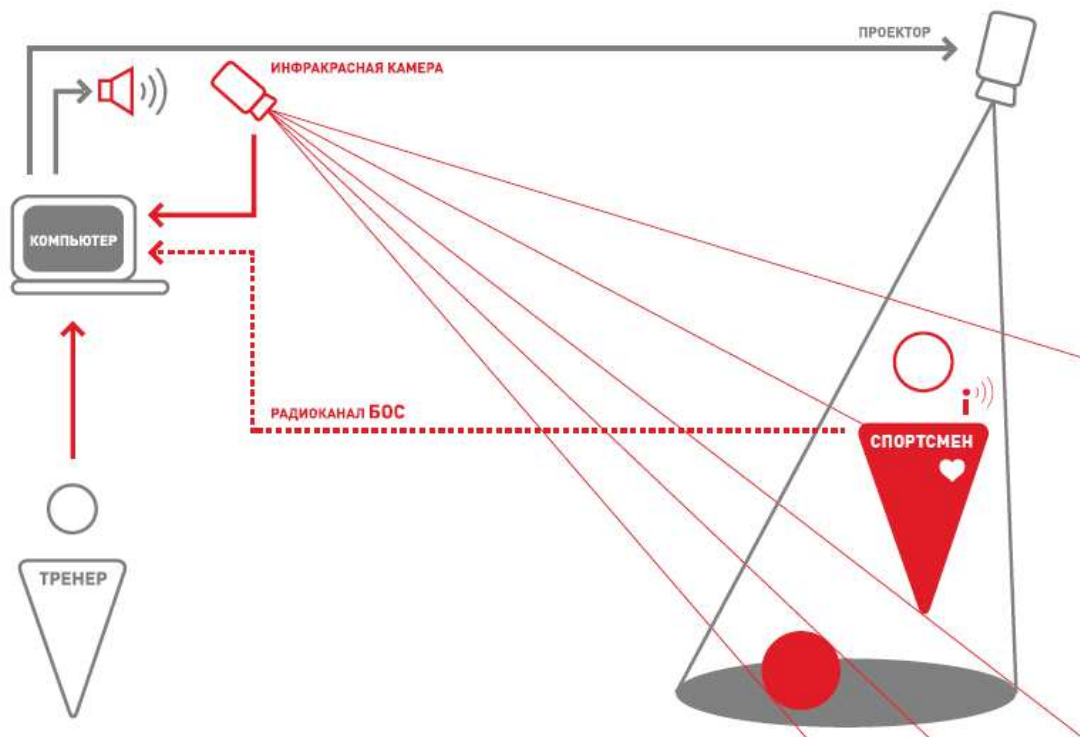 ПРОЕКТОР
ИНФРАКРАСНАЯ КАМЕРА
КОМПЬЮТЕР
РАДИОКАНАЛ БОС
i
СПОРТСМЕН
ТРЕНЕР